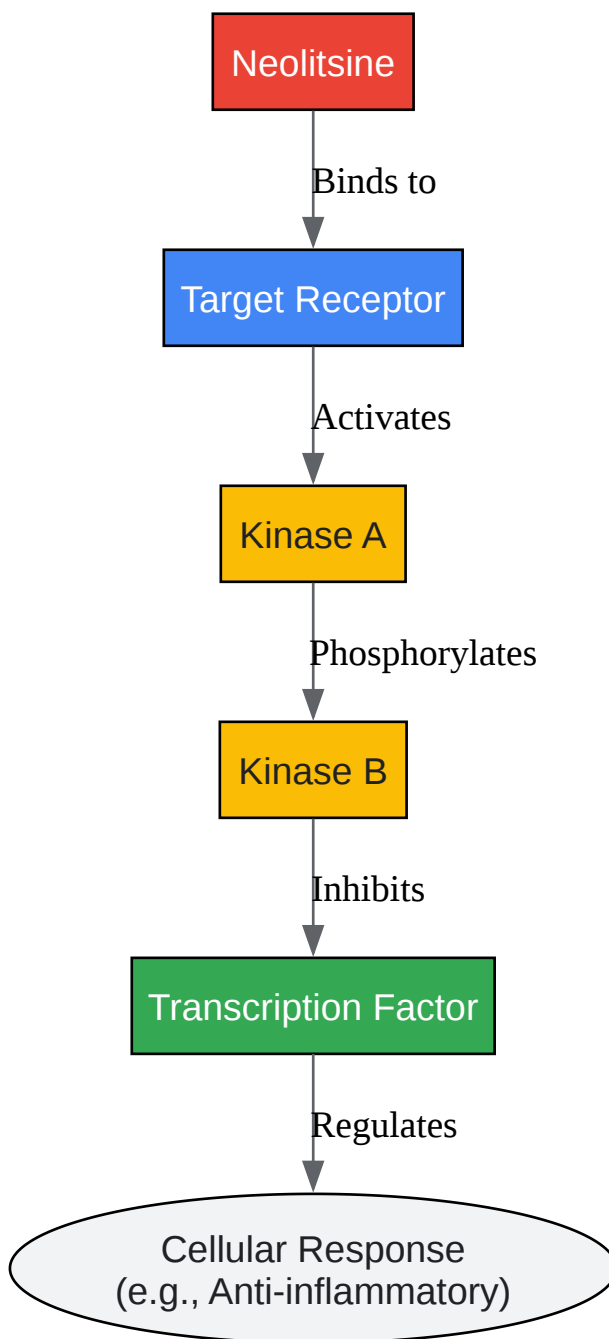 Neolitsine
Binds to
Target Receptor
Activates
Kinase A
Phosphorylates
Kinase B
Inhibits
Transcription Factor
Regulates
Cellular Response
(e.g., Anti-inflammatory)